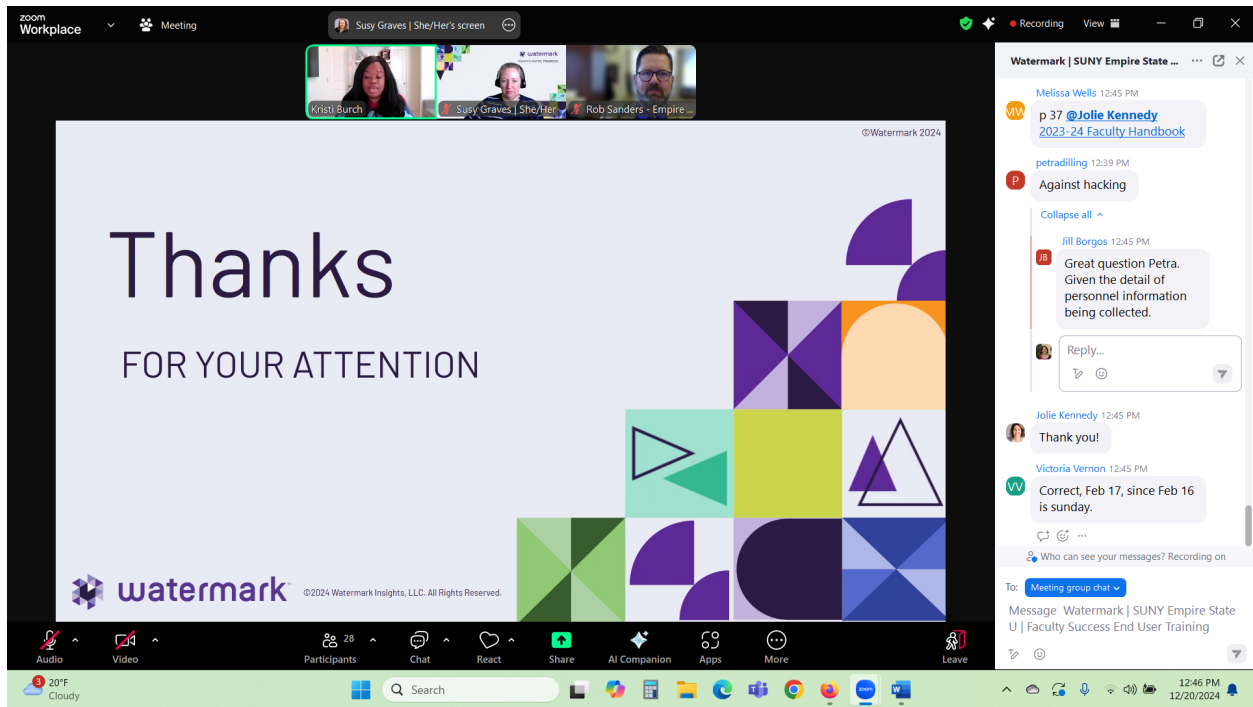 zoom
Workplace
Meeting
Susy Graves | She/Her's screen
Recording
View
Kristi Burch
watermark
Susy Graves | She/Her
Rob Sanders - Empire ...
©Watermark 2024
Thanks
FOR YOUR ATTENTION
watermark
©2024 Watermark Insights, LLC. All Rights Reserved.
Watermark | SUNY Empire State ...
Melissa Wells 12:45 PM
MW
p 37 @Jolie Kennedy
2023-24 Faculty Handbook
petradilling 12:39 PM
P
Against hacking
Collapse all
Jill Borgos 12:45 PM
JB
Great question Petra.
Given the detail of
personnel information
being collected.
Reply...
Jolie Kennedy 12:45 PM
Thank you!
Victoria Vernon 12:45 PM
VV
Correct, Feb 17, since Feb 16
is sunday.
Who can see your messages? Recording on
To: Meeting group chat
Message Watermark | SUNY Empire State
U | Faculty Success End User Training
Audio
Video
28
Participants
Chat
React
Share
AI Companion
Apps
More
Leave
3
20°F
Cloudy
Search
zoom
12:46 PM
12/20/2024